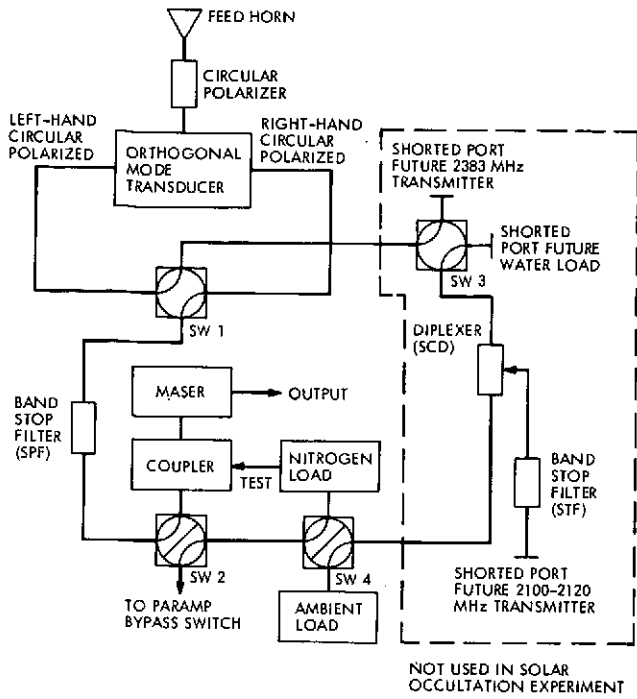 FEED HORN
CIRCULAR
POLARIZER
LEFT-HAND
CIRCULAR
POLARIZED
ORTHOGONAL
MODE
TRANSDUCER
RIGHT-HAND
CIRCULAR
POLARIZED
SHORTED PORT
FUTURE 2383 MHz
TRANSMITTER
SHORTED
PORT FUTURE
WATER LOAD
SW 3
SW 1
DIPLEXER
(SCD)
BAND
STOP
FILTER
(SPF)
MASER
OUTPUT
COUPLER
TEST
NITROGEN
LOAD
BAND
STOP
FILTER
(STF)
SW 2
SW 4
TO PARAMP
BYPASS SWITCH
AMBIENT
LOAD
SHORTED PORT
FUTURE 2100-2120
MHz TRANSMITTER
NOT USED IN SOLAR
OCCULTATION EXPERIMENT